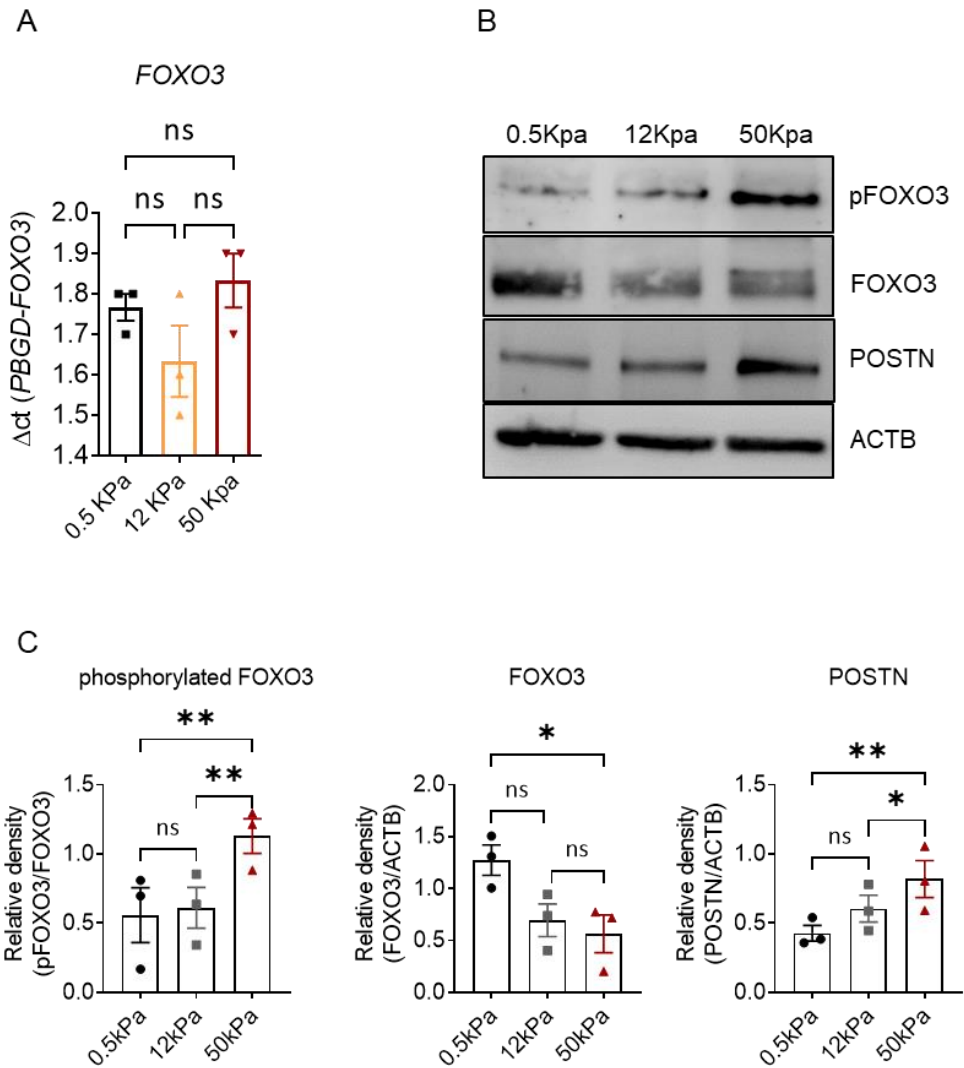 A
FOXO3
ns
ns ns
Δct (PBGD-FOXO3)
2.0
1.9
1.8
1.7
1.6
1.5
1.4
0.5 KPa
12 KPa
50 Kpa
B
0.5Kpa 12Kpa 50Kpa
pFOXO3
FOXO3
POSTN
ACTB
C
phosphorylated FOXO3
**
**
ns
Relative density
(pFOXO3/FOXO3)
1.5
1.0
0.5
0.0
0.5kPa
12kPa
50kPa
FOXO3
*
ns
ns
Relative density
(FOXO3/ACTB)
2.0
1.5
1.0
0.5
0.0
0.5kPa
12kPa
50kPa
POSTN
**
*
ns
Relative density
(POSTN/ACTB)
1.5
1.0
0.5
0.0
0.5kPa
12kPa
50kPa